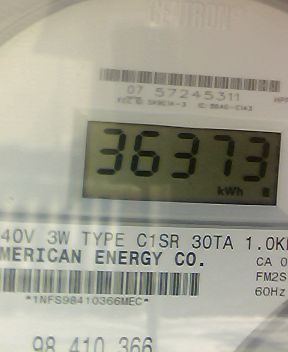 CENTRON
07 57245311
36373
kWh
40V 3W TYPE C1SR 30TA 1.0K
MERICAN ENERGY CO.
CA 0
FM2S
60Hz
*1NFS98410366MEC*
98 410 366